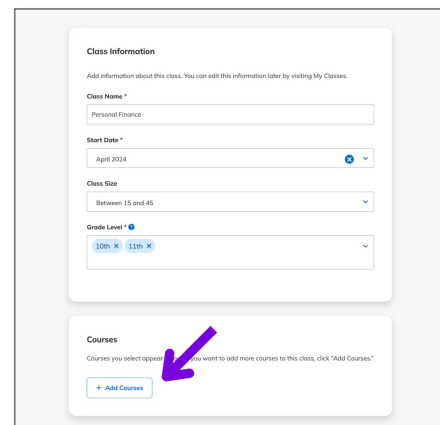 Class Information
Add information about this class. You can edit this information later by visiting My Classes.
Class Name *
Personal Finance
Start Date *
April 2024
Class Size
Between 15 and 45
Grade Level * ?
10th × 11th ×
Courses
Courses you select appear you want to add more courses to this class, click "Add Courses."
+ Add Courses